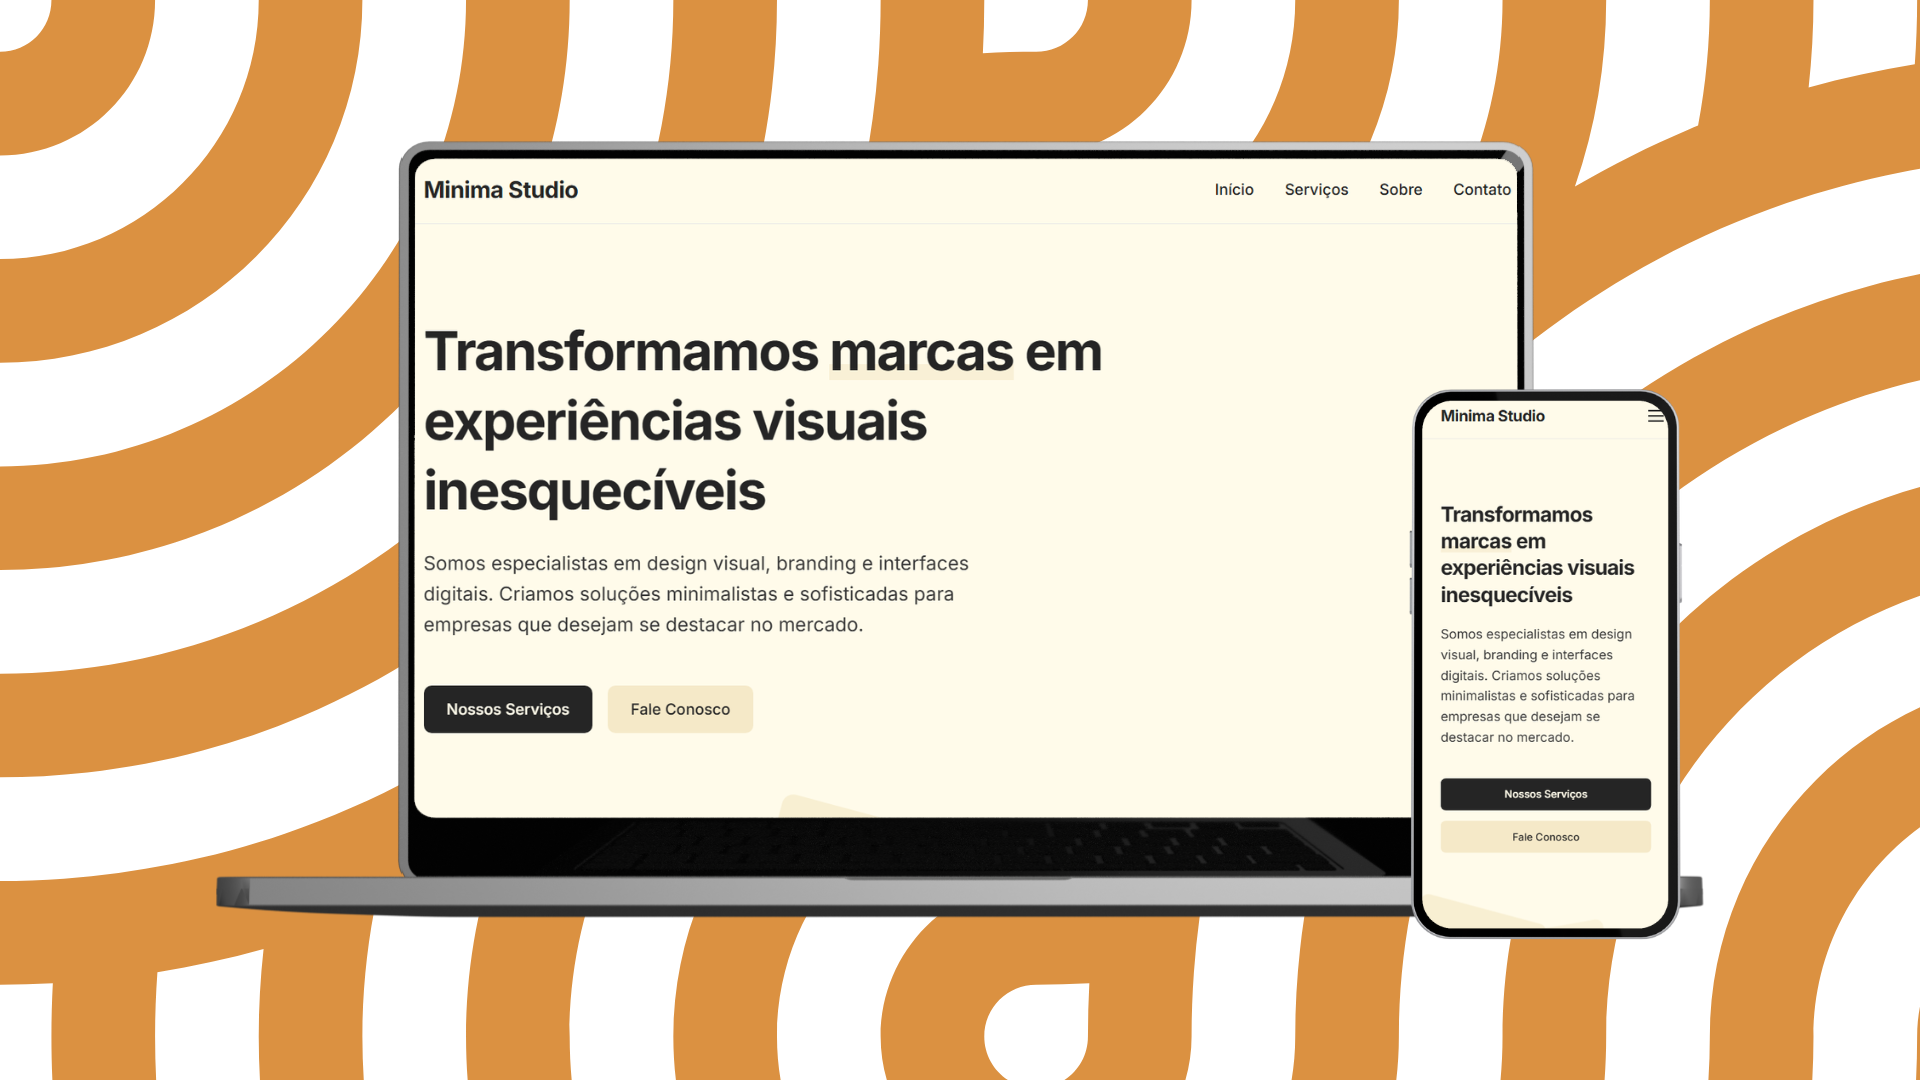 Minima Studio
Início Serviços Sobre Contato
Transformamos marcas em
experiências visuais
inesquecíveis
Somos especialistas em design visual, branding e interfaces
digitais. Criamos soluções minimalistas e sofisticadas para
empresas que desejam se destacar no mercado.
Nossos Serviços
Fale Conosco
Minima Studio
Transformamos
marcas em
experiências visuais
inesquecíveis
Somos especialistas em design
visual, branding e interfaces
digitais. Criamos soluções
minimalistas e sofisticadas para
empresas que desejam se
destacar no mercado.
Nossos Serviços
Fale Conosco